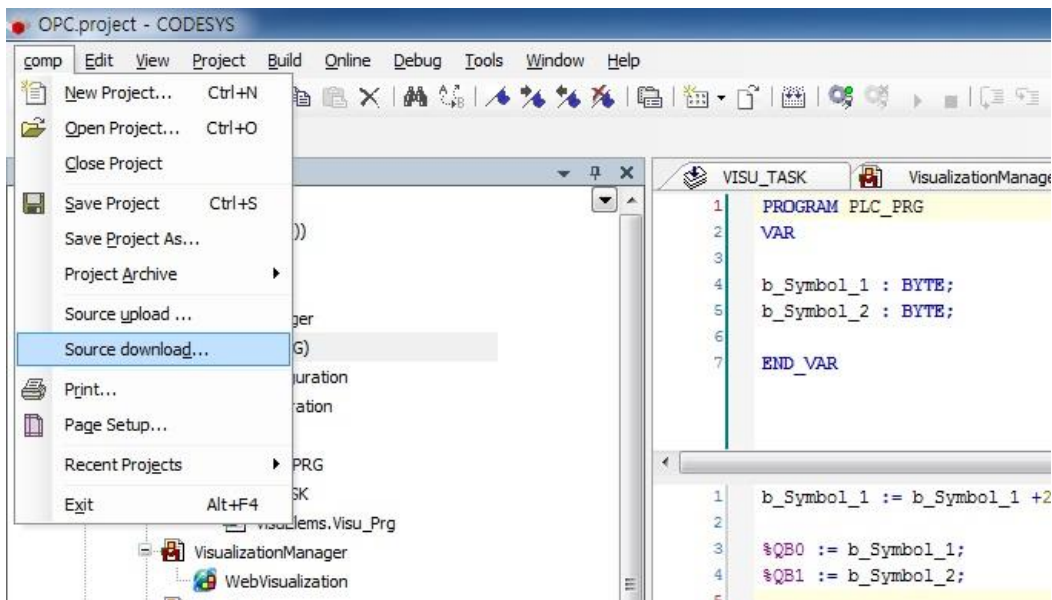 OPC.project - CODESYS
comp Edit View Project Build Online Debug Tools Window Help
New Project... Ctrl+N
Open Project... Ctrl+O
Close Project
Save Project Ctrl+S
Save Project As...
Project Archive
Source upload ...
Source download...
Print...
Page Setup...
Recent Projects
Exit Alt+F4
))
ger
G)
uration
ration
PRG
SK
VisuElems.Visu_Prg
VisualizationManager
WebVisualization
VISU_TASK VisualizationManage
1 PROGRAM PLC_PRG
2 VAR
3
4 b_Symbol_1 : BYTE;
5 b_Symbol_2 : BYTE;
6
7 END_VAR
1 b_Symbol_1 := b_Symbol_1 +2
2
3 %QB0 := b_Symbol_1;
4 %QB1 := b_Symbol_2;
5